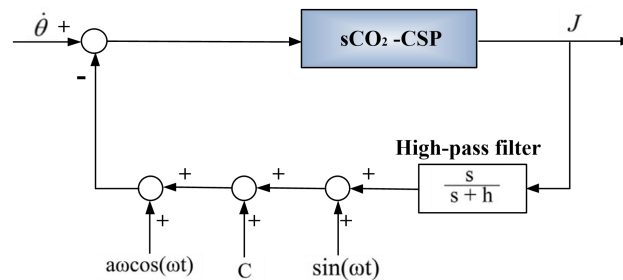 θ̇ + sCO₂ -CSP J
-
High-pass filter
+ + + s
s + h
+ + +
aωcos(ωt) C sin(ωt)